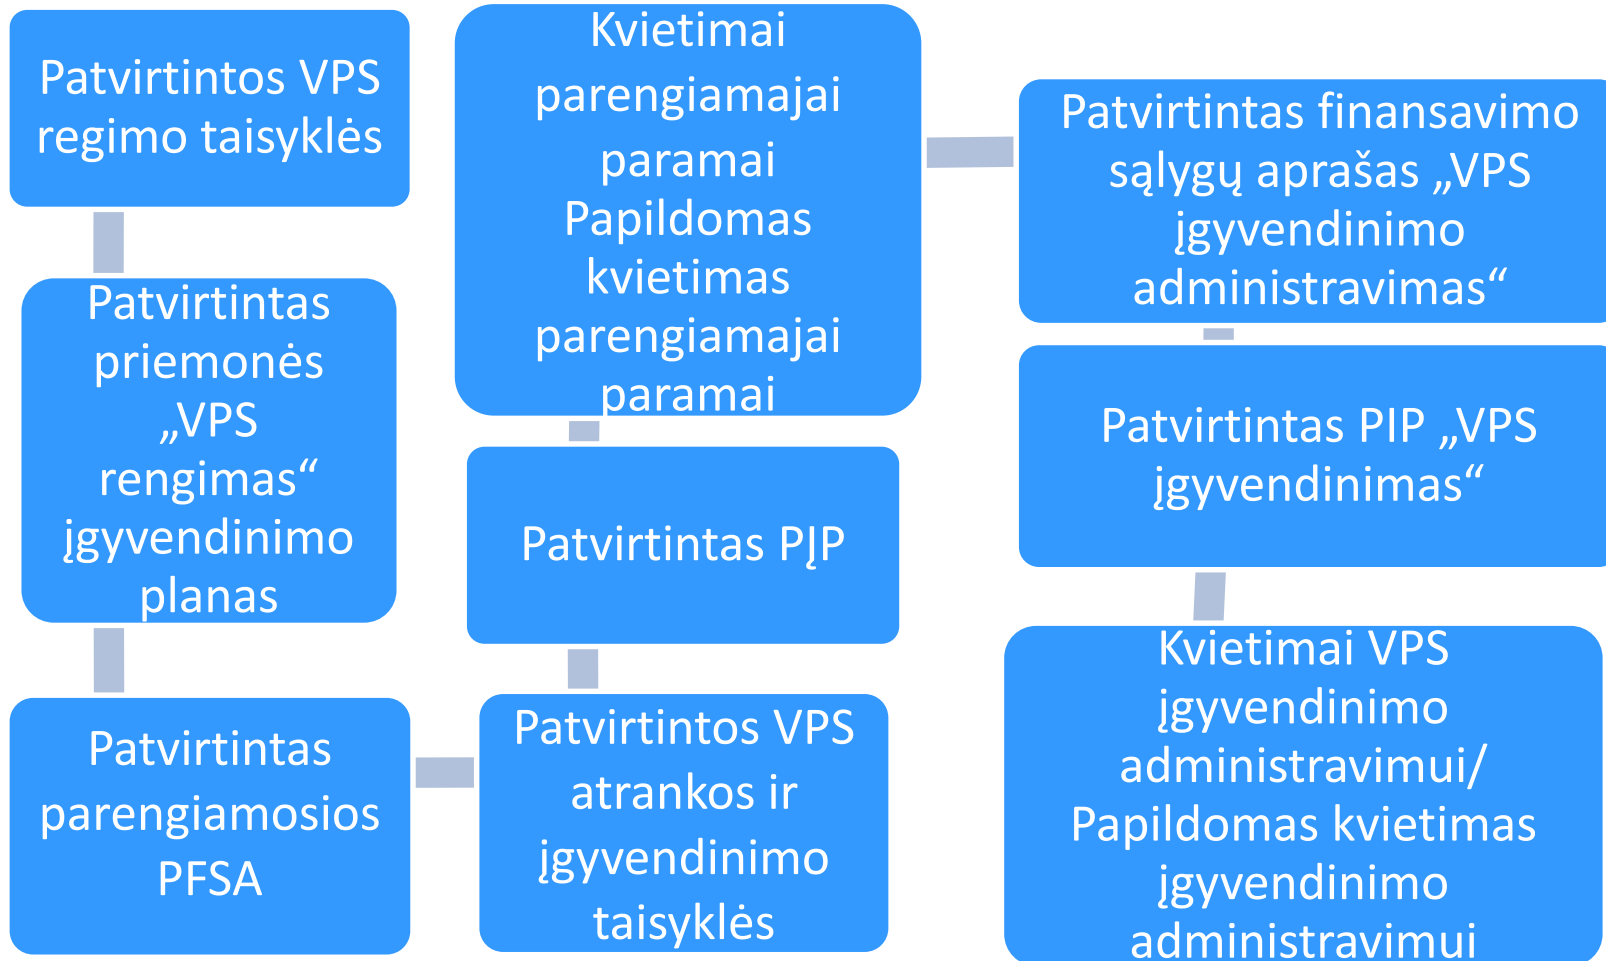 Patvirtintos VPS
regimo taisyklės
Patvirtintas
priemonės
„VPS
rengimas“
įgyvendinimo
planas
Patvirtintas
parengiamosios
PFSA
Patvirtintos VPS
atrankos ir
įgyvendinimo
taisyklės
Patvirtintas PĮP
Kvietimai
parengiamajai
paramai
Papildomas
kvietimas
parengiamajai
paramai
Patvirtintas finansavimo
sąlygų aprašas „VPS
įgyvendinimo
administravimas“
Patvirtintas PIP „VPS
įgyvendinimas“
Kvietimai VPS
įgyvendinimo
administravimui/
Papildomas kvietimas
įgyvendinimo
administravimui